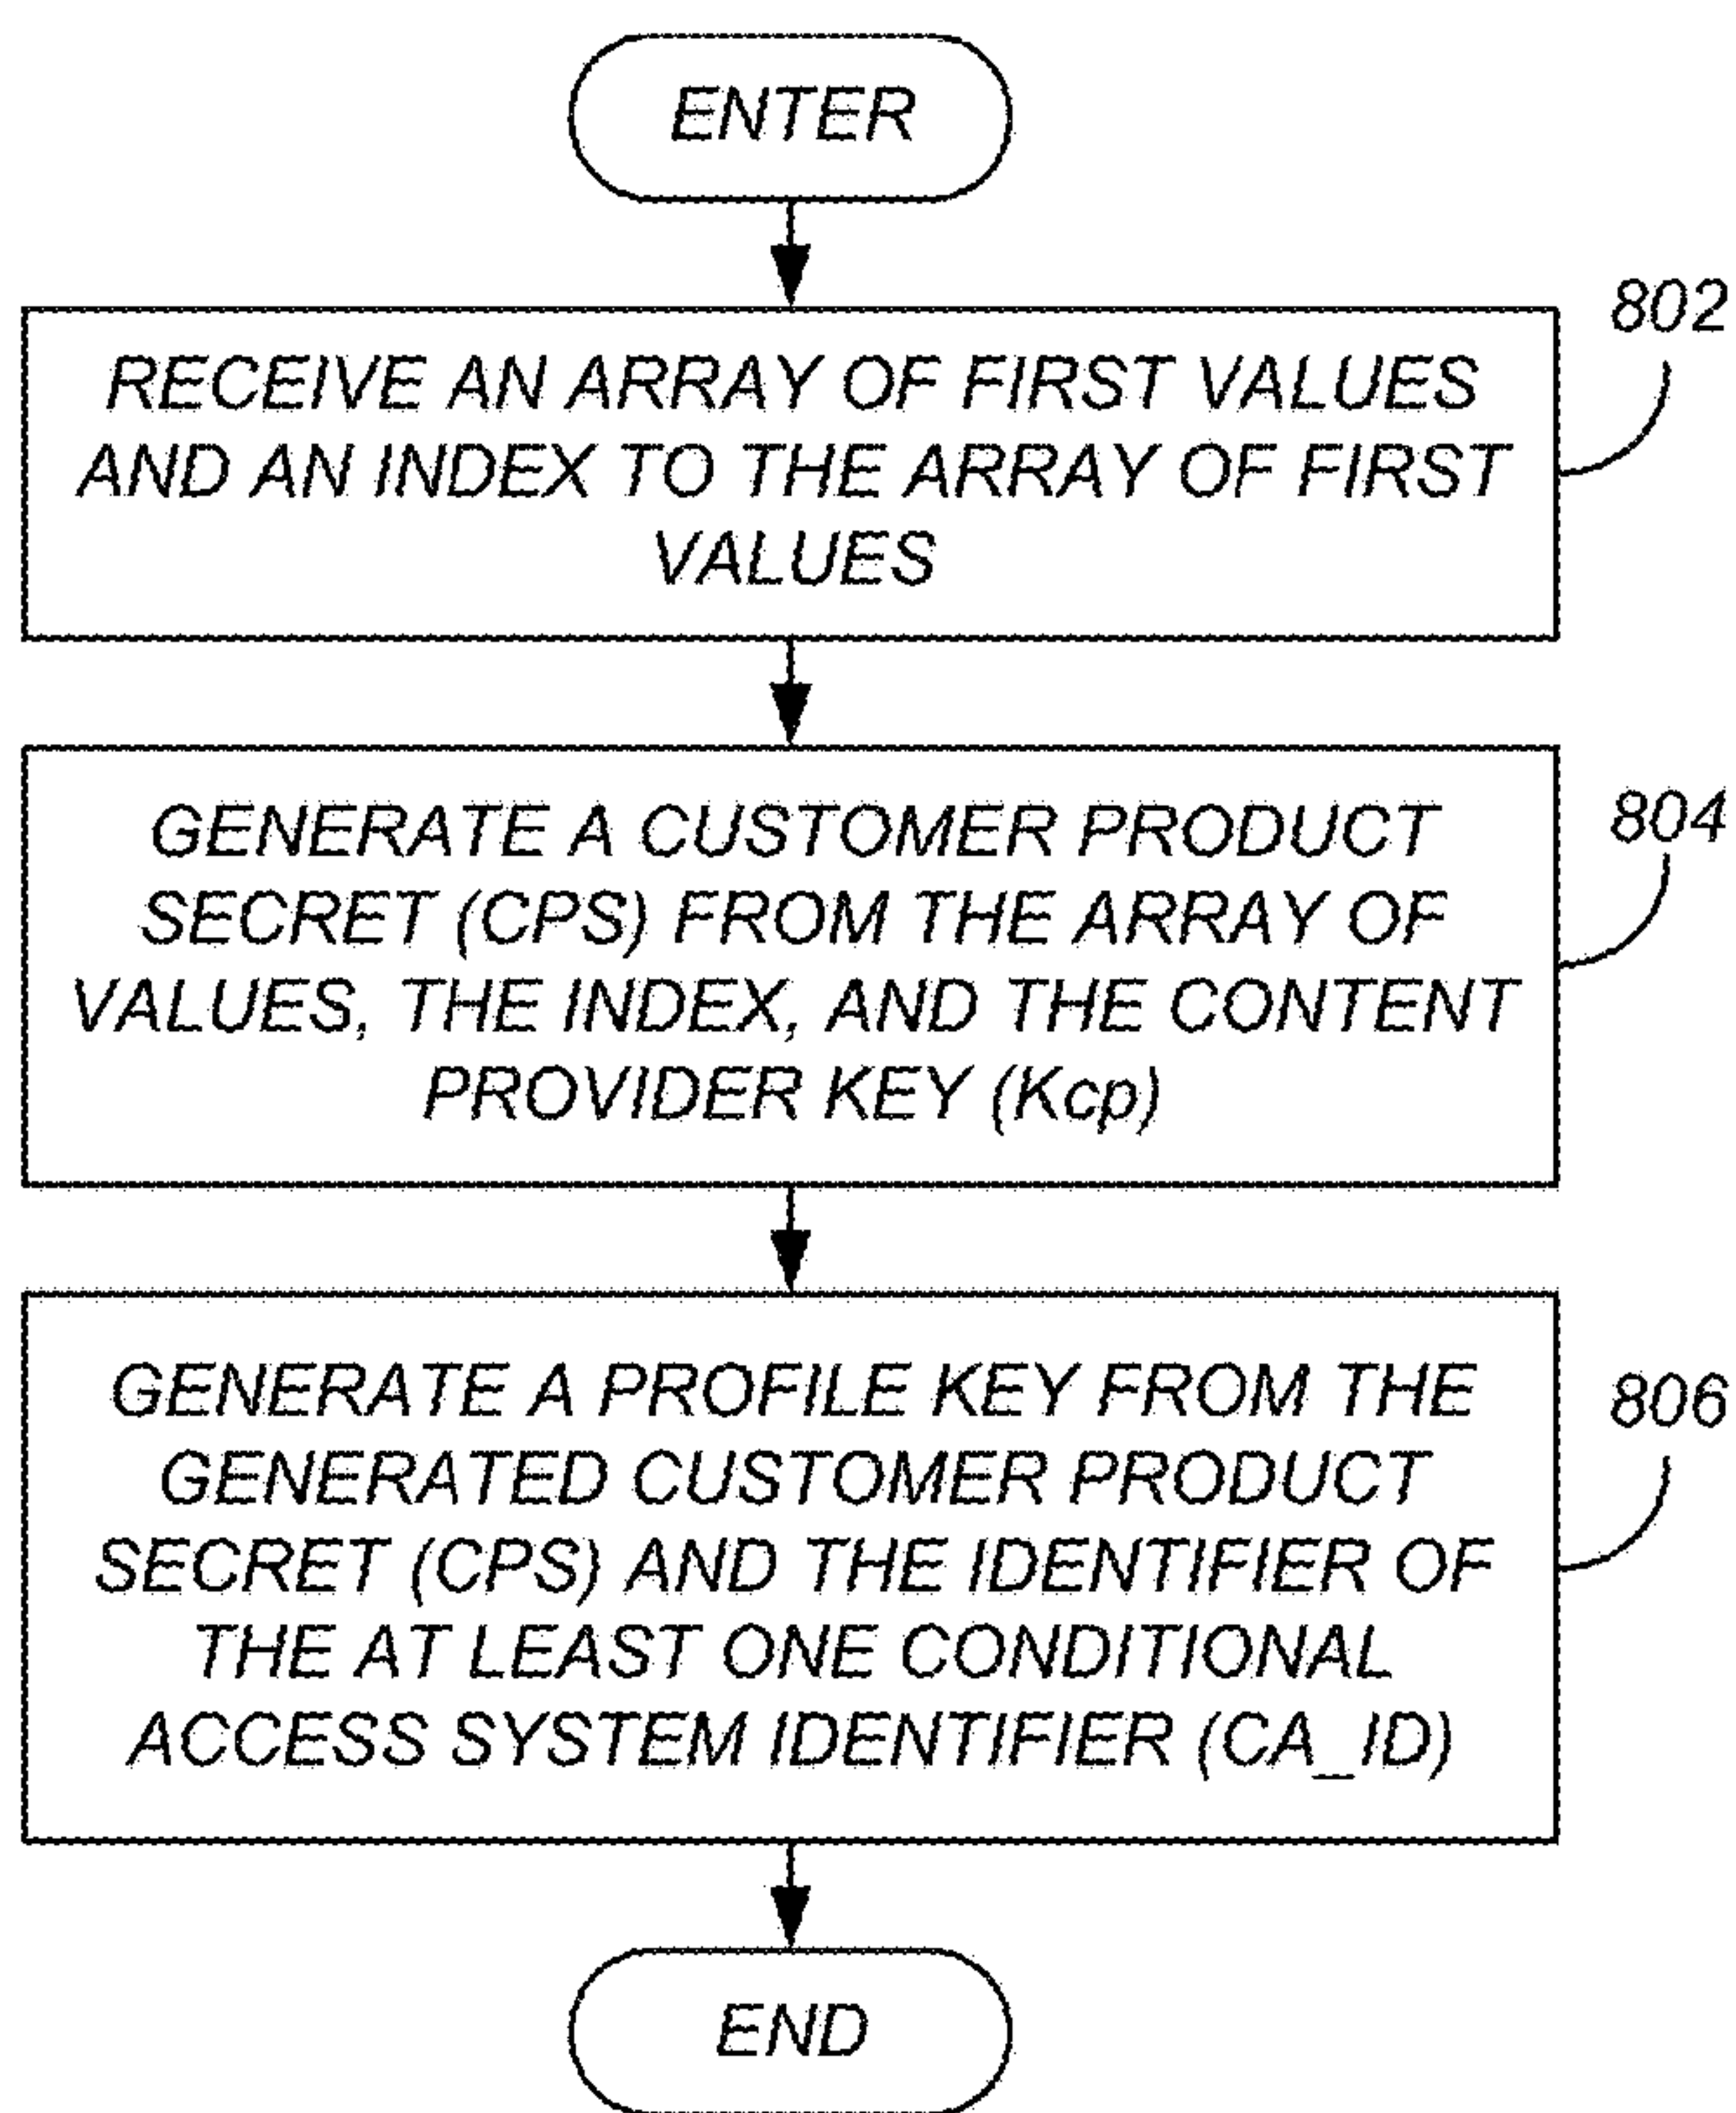 ENTER
802
RECEIVE AN ARRAY OF FIRST VALUES
AND AN INDEX TO THE ARRAY OF FIRST
VALUES
804
GENERATE A CUSTOMER PRODUCT
SECRET (CPS) FROM THE ARRAY OF
VALUES, THE INDEX, AND THE CONTENT
PROVIDER KEY (Kcp)
806
GENERATE A PROFILE KEY FROM THE
GENERATED CUSTOMER PRODUCT
SECRET (CPS) AND THE IDENTIFIER OF
THE AT LEAST ONE CONDITIONAL
ACCESS SYSTEM IDENTIFIER (CA_ID)
END